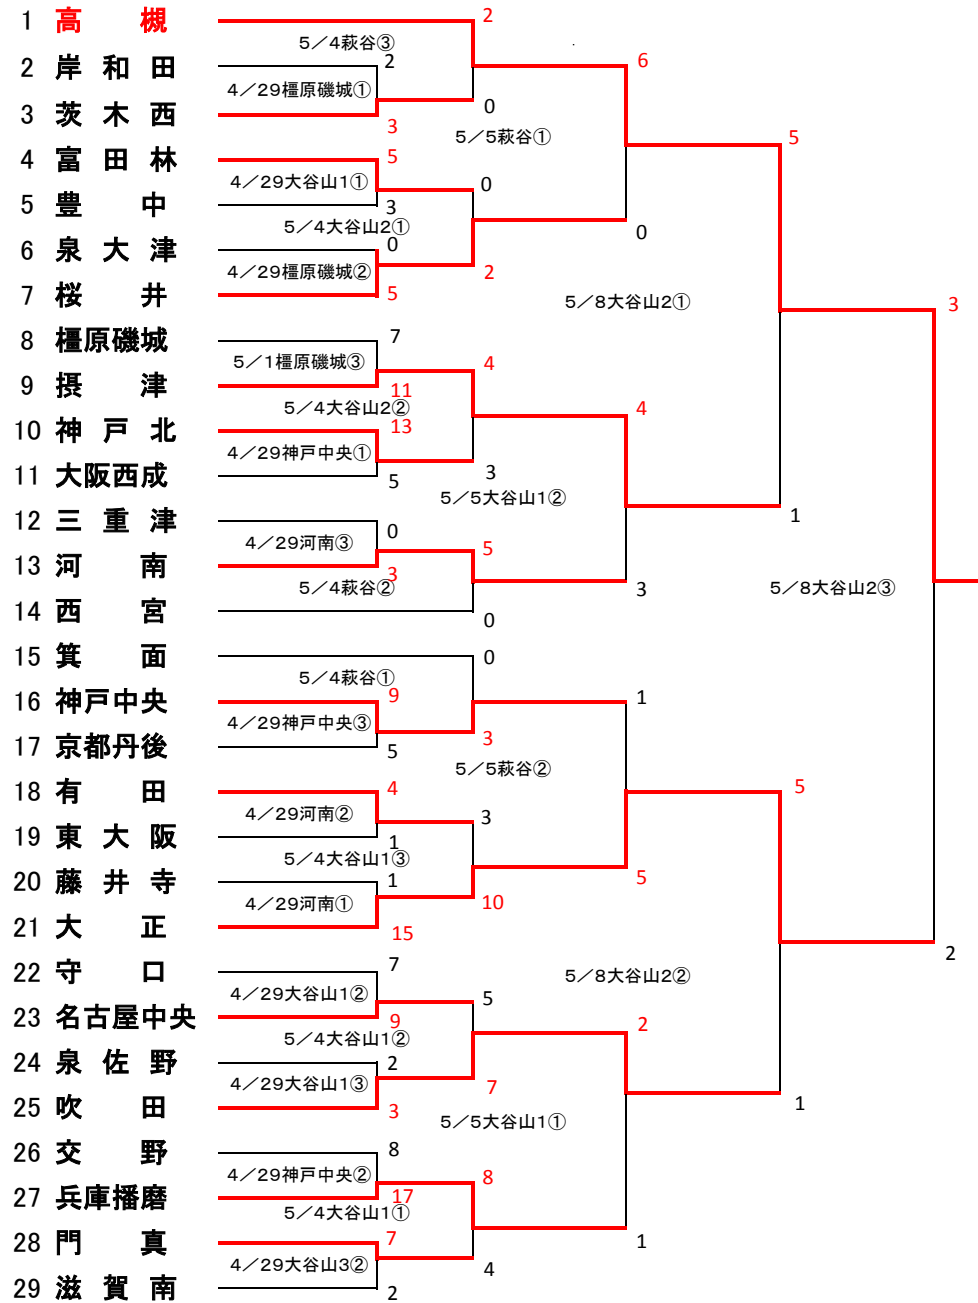 1 高 槻 2
5/4萩谷③ 6
2 岸 和 田 2
4/29橿原磯城① 0
3 茨 木 西 3
5/5萩谷① 5
4 富 田 林 5
4/29大谷山1① 0
5 豊 中 3
5/4大谷山2① 0
6 泉 大 津 0
4/29橿原磯城② 2
7 桜 井 5
5/8大谷山2① 3
8 橿原磯城 7
5/1橿原磯城③ 4
9 摂 津 11
5/4大谷山2② 4
10 神 戸 北 13
4/29神戸中央① 3
11 大阪西成 5
5/5大谷山1② 1
12 三 重 津 0
4/29河南③ 5
13 河 南 3
5/4萩谷② 3
5/8大谷山2③
14 西 宮 0
15 箕 面 0
5/4萩谷① 1
16 神戸中央 9
4/29神戸中央③ 3
17 京都丹後 5
5/5萩谷② 5
18 有 田 4
4/29河南② 3
19 東 大 阪 1
5/4大谷山1③ 5
20 藤 井 寺 1
4/29河南① 10
21 大 正 15
2
22 守 口 7
5/8大谷山2②
4/29大谷山1② 5
23 名古屋中央 9
5/4大谷山1② 2
24 泉 佐 野 2
4/29大谷山1③ 7
25 吹 田 3
5/5大谷山1① 1
26 交 野 8
4/29神戸中央② 8
27 兵庫播磨 17
5/4大谷山1① 1
28 門 真 7
4/29大谷山3② 4
29 滋 賀 南 2